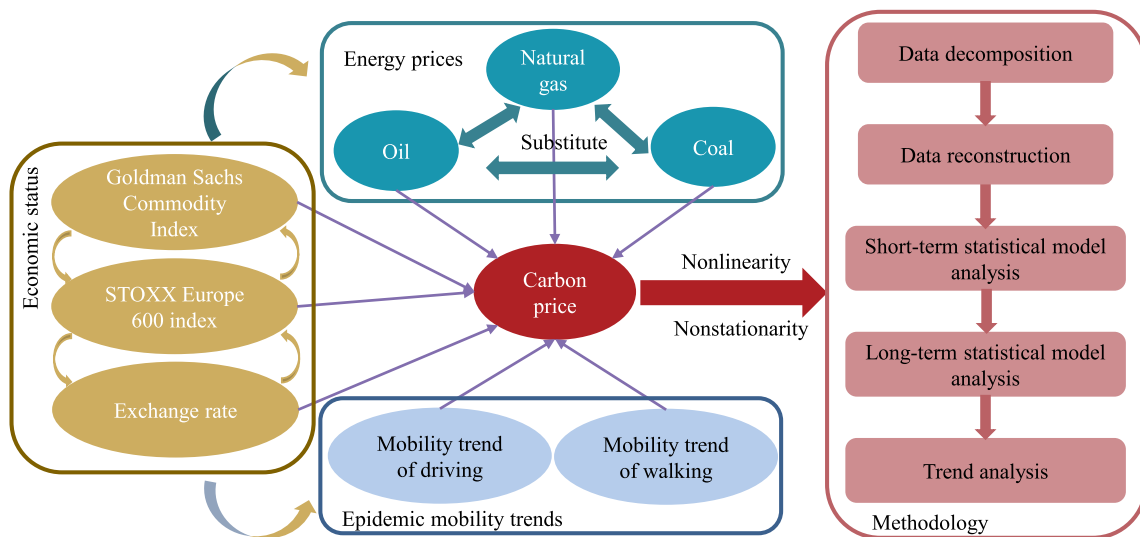 Economic status
Goldman Sachs
Commodity
Index
STOXX Europe
600 index
Exchange rate
Energy prices
Natural
gas
Oil
Substitute
Coal
Carbon
price
Nonlinearity
Nonstationarity
Mobility trend
of driving
Mobility trend
of walking
Epidemic mobility trends
Data decomposition
Data reconstruction
Short-term statistical model
analysis
Long-term statistical model
analysis
Trend analysis
Methodology